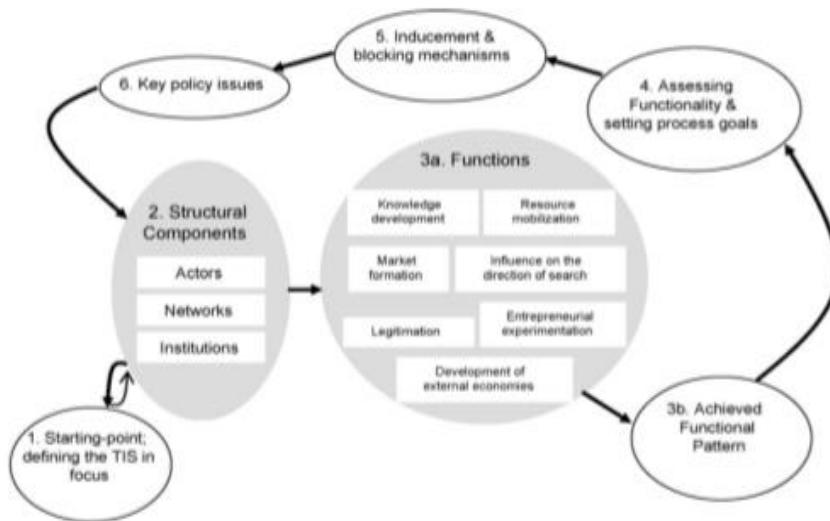 5. Inducement &
blocking mechanisms
6. Key policy issues
4. Assessing
Functionality &
setting process goals
3a. Functions
Knowledge
development
Resource
mobilization
2. Structural
Components
Market
formation
Influence on the
direction of search
Actors
Networks
Institutions
Legitimation
Entrepreneurial
experimentation
Development of
external economies
1. Starting-point;
defining the TIS in
focus
3b. Achieved
Functional
Pattern